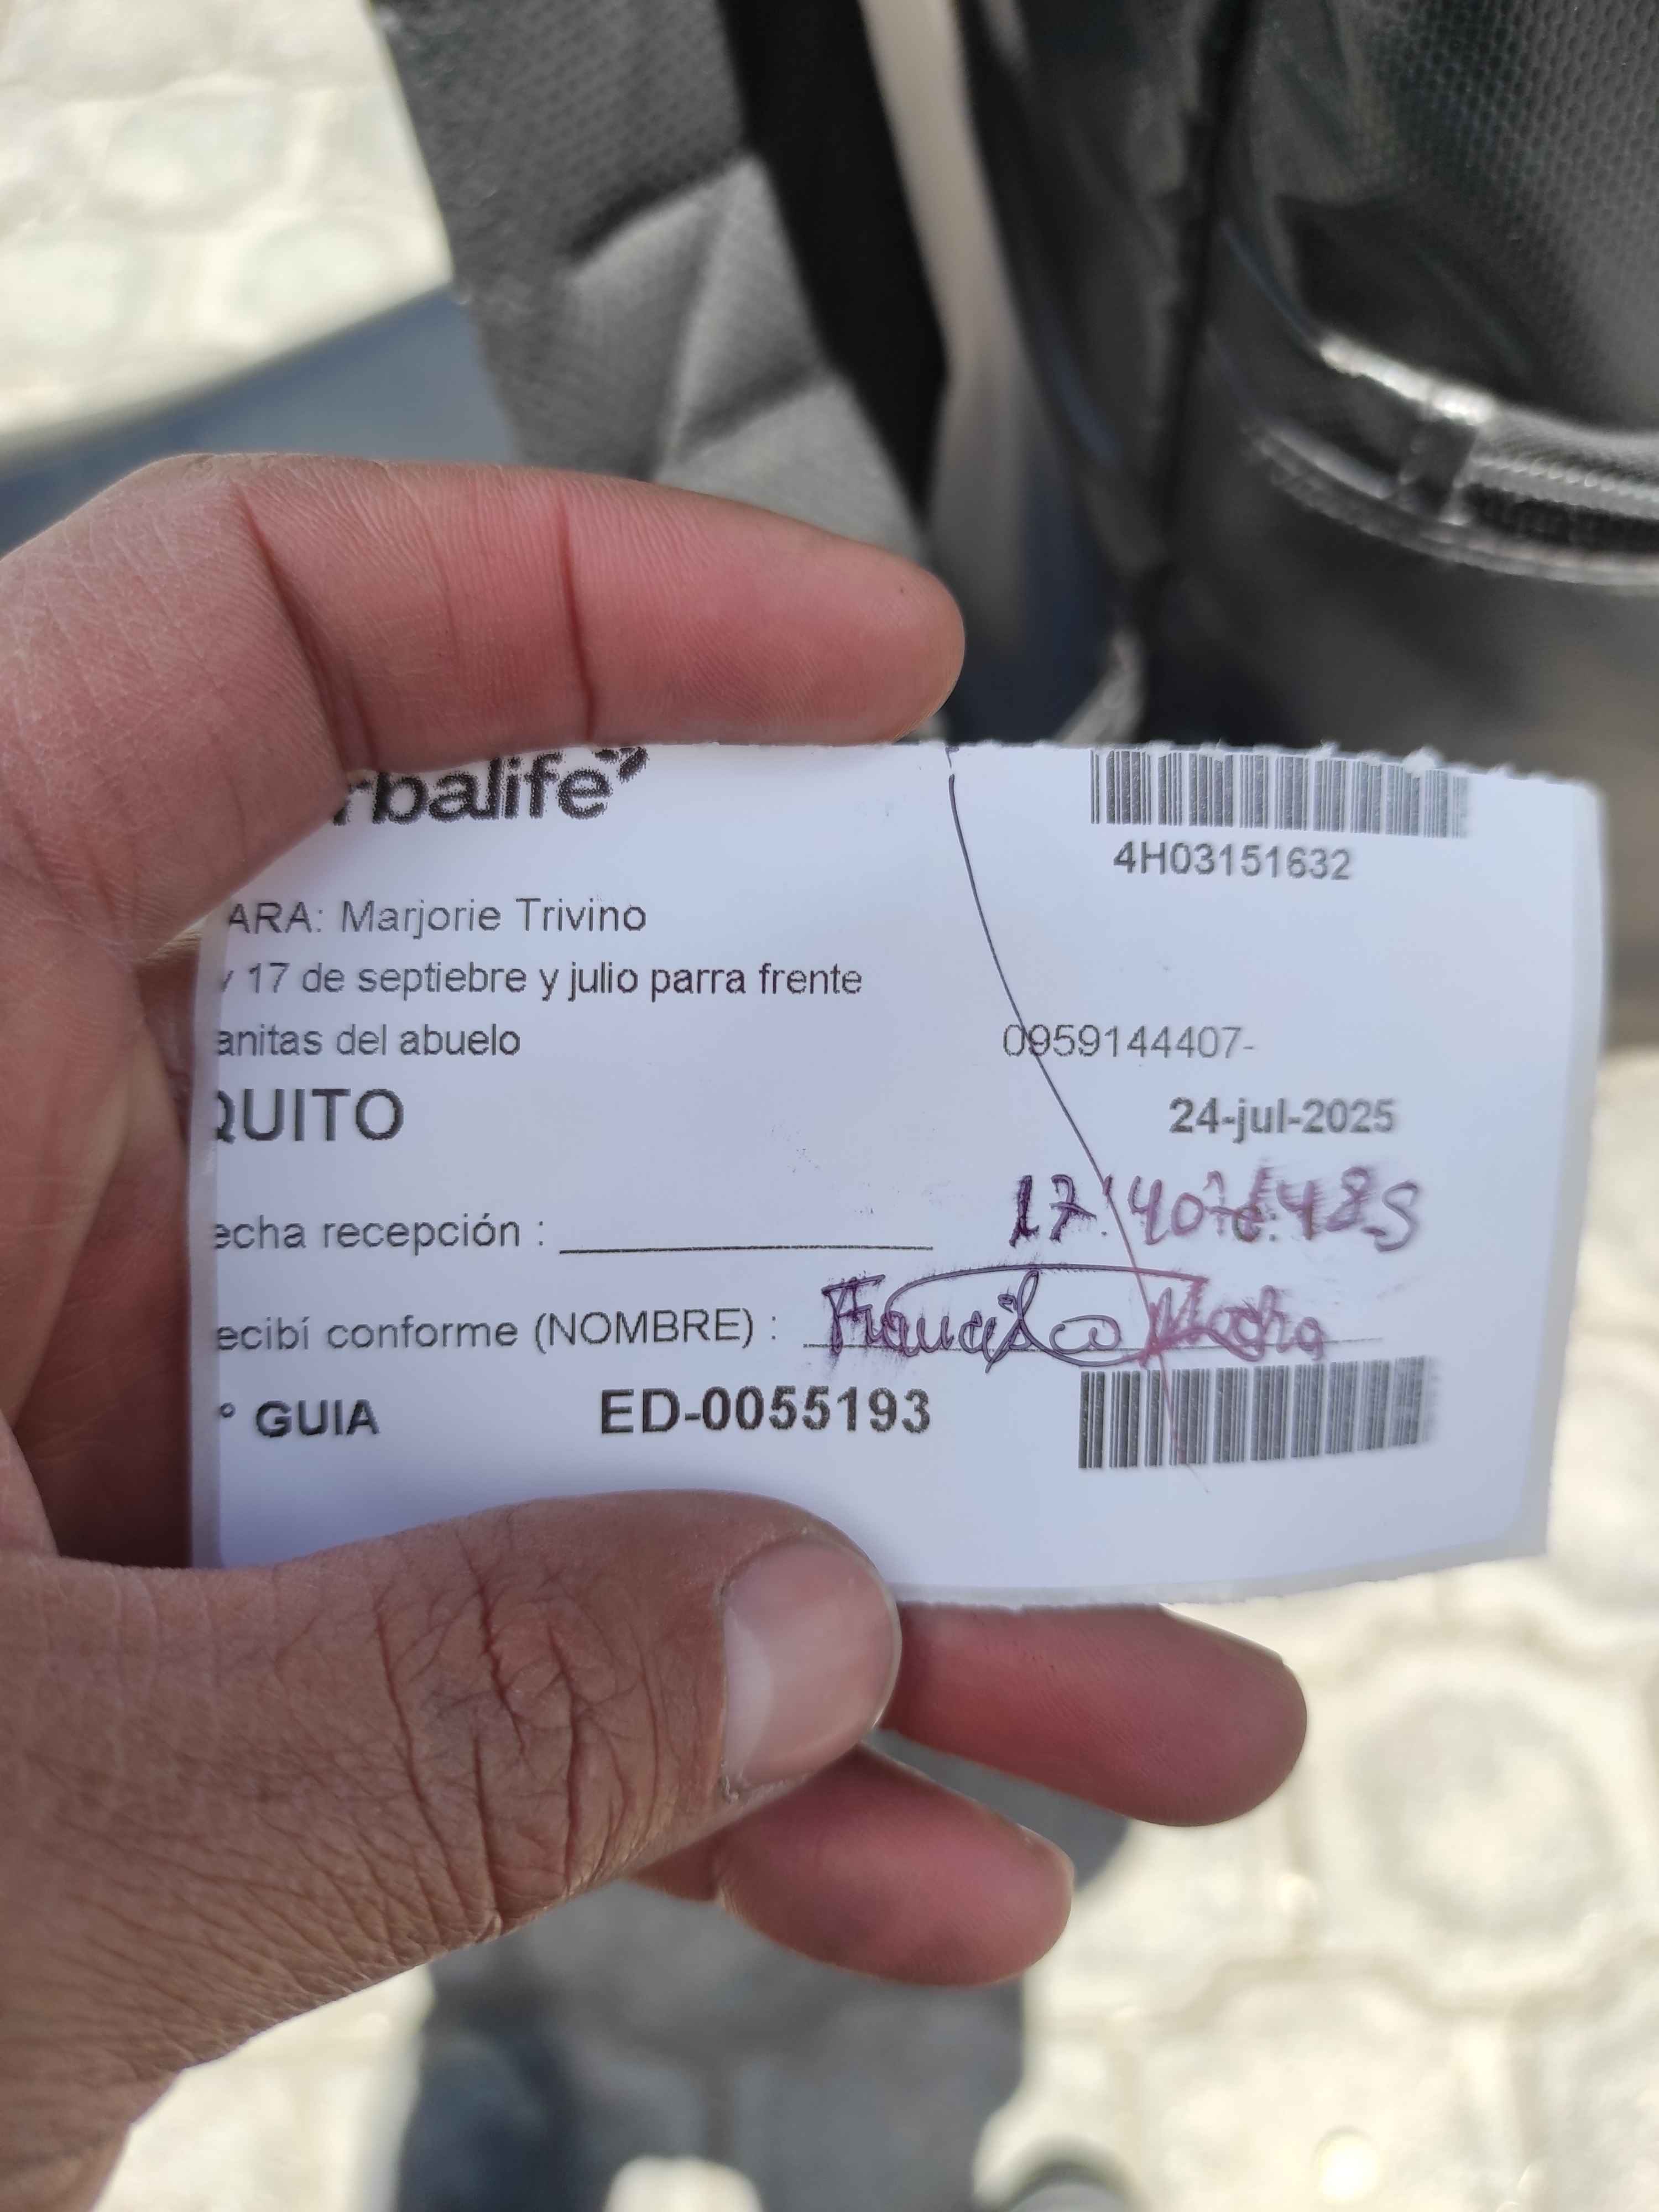 rbalife
4H03151632
ARA: Marjorie Trivino
y 17 de septiebre y julio parra frente
anitas del abuelo
0959144407-
QUITO
24-jul-2025
echa recepción :
ecibí conforme (NOMBRE) : Francisco
° GUIA ED-0055193